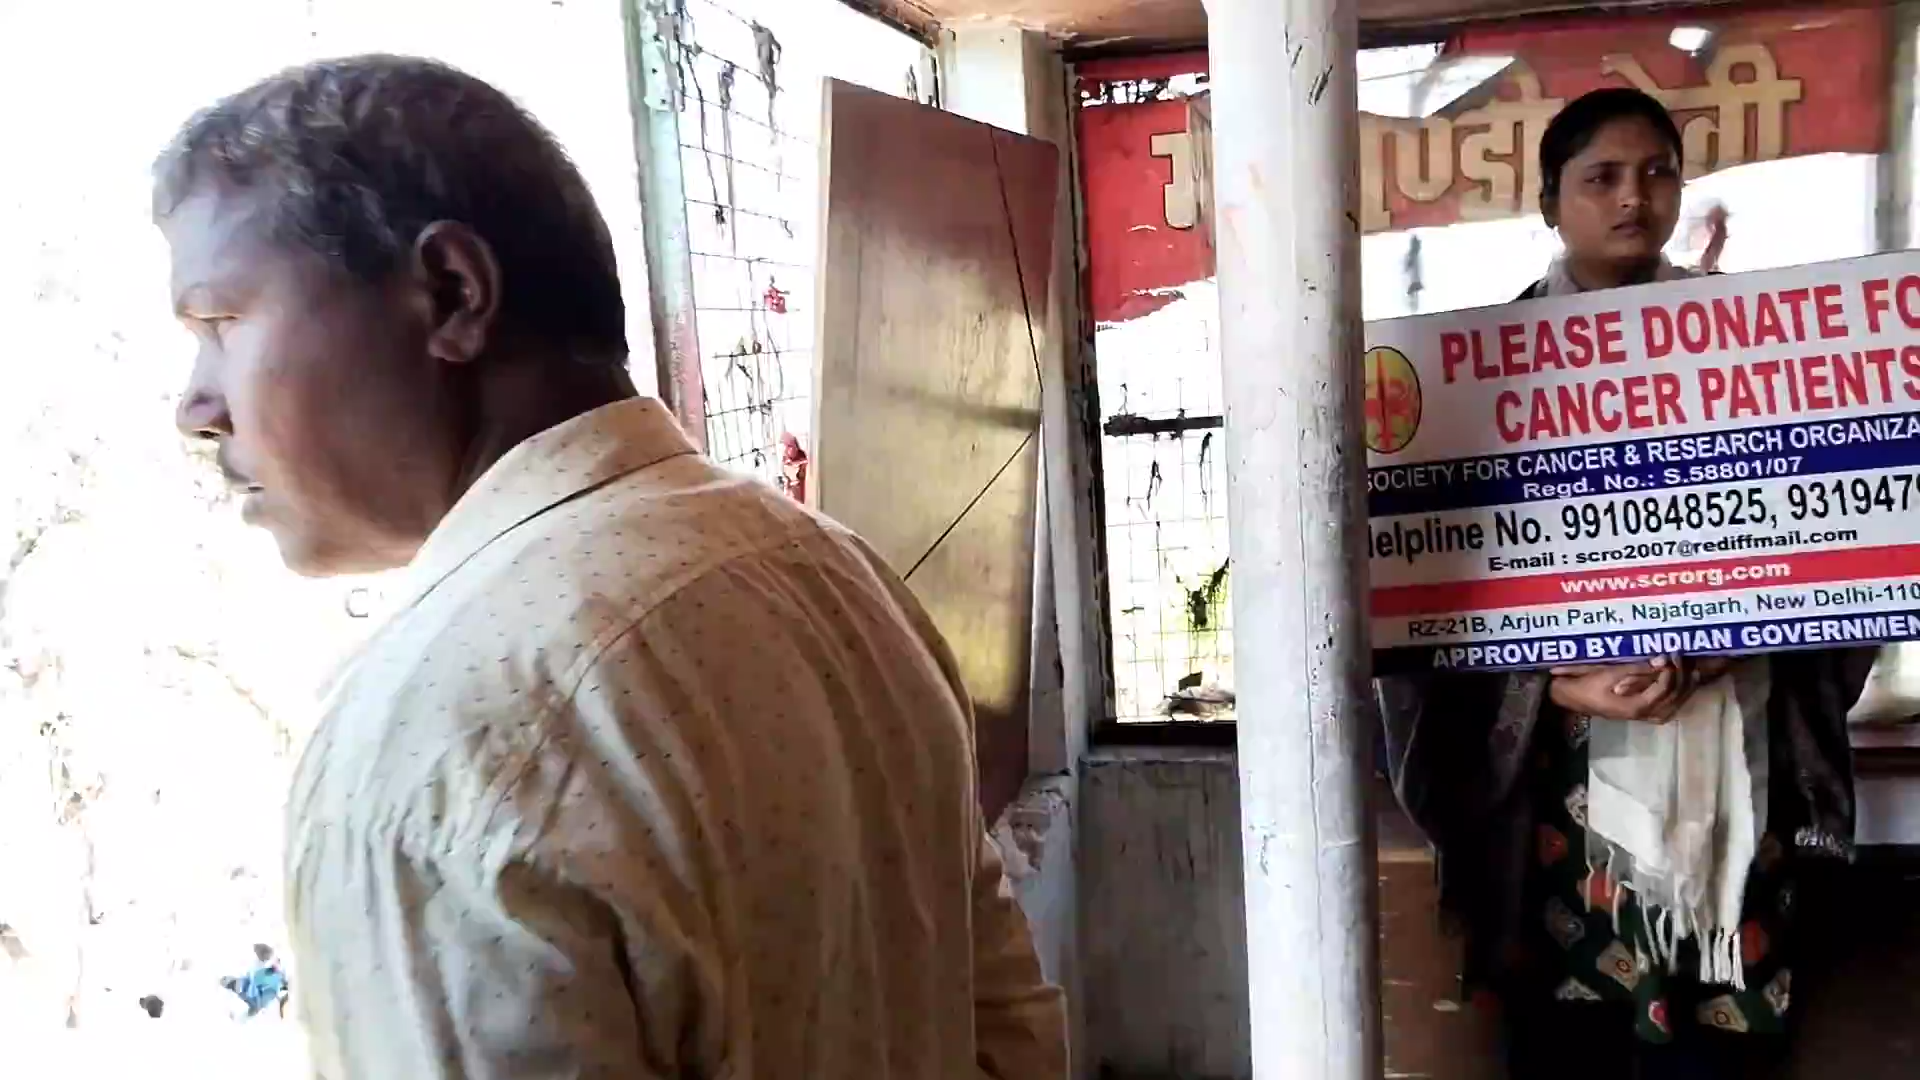 PLEASE DONATE FO
CANCER PATIENTS
SOCIETY FOR CANCER & RESEARCH ORGANIZA
Regd. No.: S.58801/07
Helpline No. 9910848525, 931947
E-mail : scro2007@rediffmail.com
www.scrorg.com
RZ-21B, Arjun Park, Najafgarh, New Delhi-110
APPROVED BY INDIAN GOVERNMEN